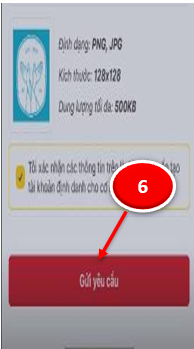 Định dạng: PNG, JPG
Kích thước: 128x128
Dung lượng tối đa: 500KB
Tôi xác nhận các thông tin trên tạo
tài khoản định danh cho cơ
6
Gửi yêu cầu